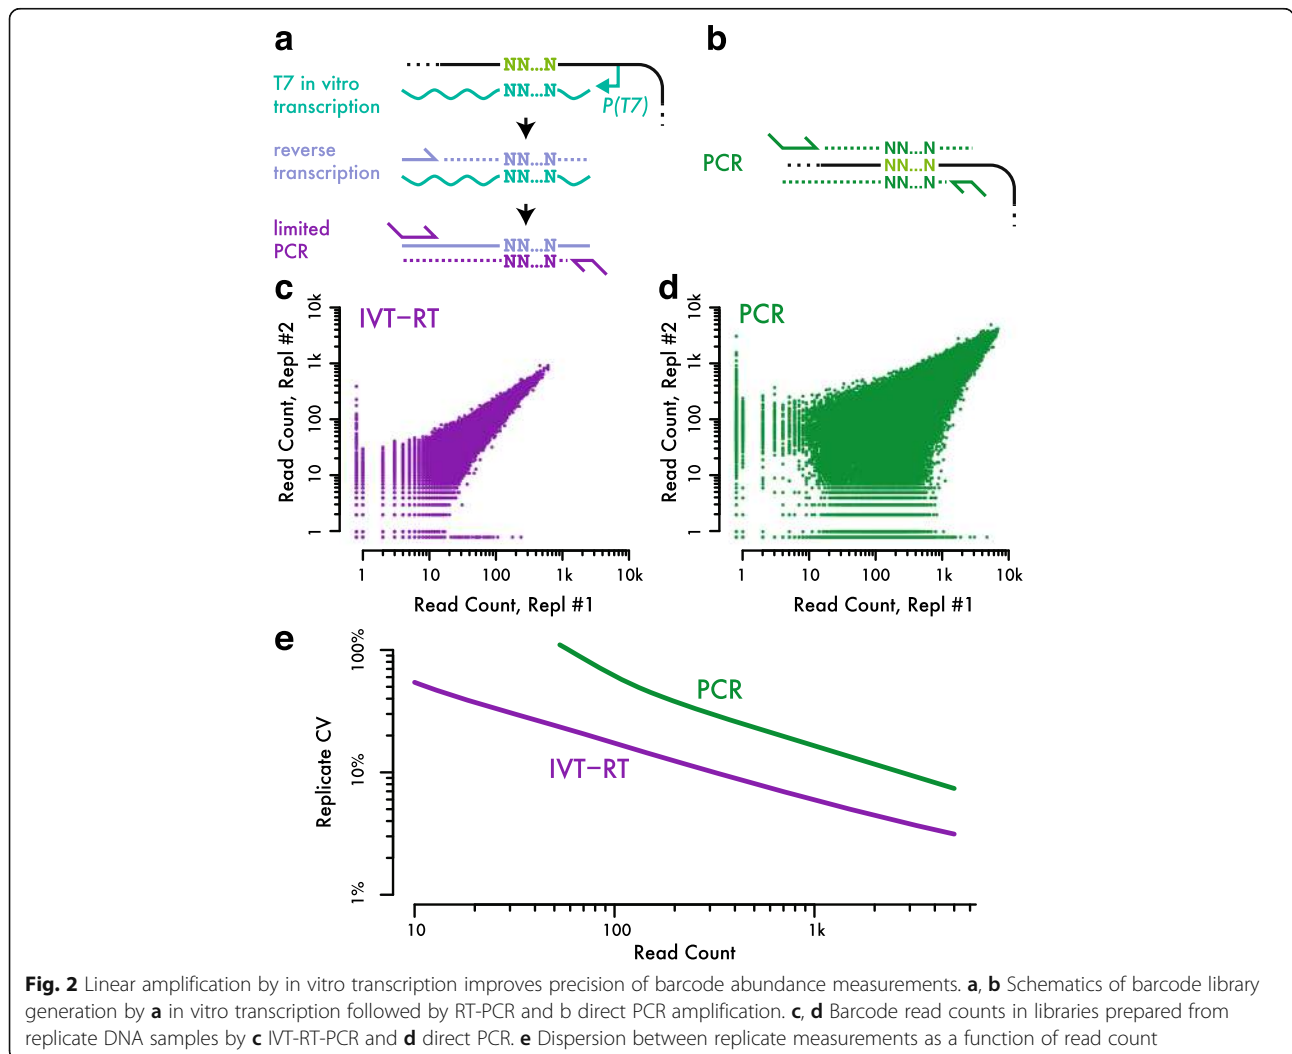 a
NN...N
T7 in vitro
transcription
NN...N
P(T7)
reverse
transcription
NN...N
NN...N
limited
PCR
NN...N
NN...N
b
PCR
NN...N
NN...N
NN...N
c
IVT–RT
Read Count, Repl #2
10k
1k
100
10
1
1 10 100 1k 10k
Read Count, Repl #1
d
PCR
Read Count, Repl #2
10k
1k
100
10
1
1 10 100 1k 10k
Read Count, Repl #1
e
Replicate CV
100%
10%
1%
PCR
IVT–RT
10 100 1k
Read Count
Fig. 2 Linear amplification by in vitro transcription improves precision of barcode abundance measurements. a, b Schematics of barcode library
generation by a in vitro transcription followed by RT-PCR and b direct PCR amplification. c, d Barcode read counts in libraries prepared from
replicate DNA samples by c IVT-RT-PCR and d direct PCR. e Dispersion between replicate measurements as a function of read count